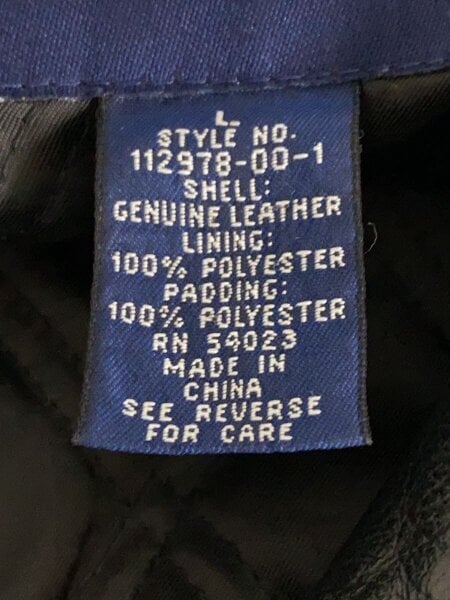 L
STYLE NO.
112978-00-1
SHELL:
GENUINE LEATHER
LINING:
100% POLYESTER
PADDING:
100% POLYESTER
RN 54023
MADE IN
CHINA
SEE REVERSE
FOR CARE